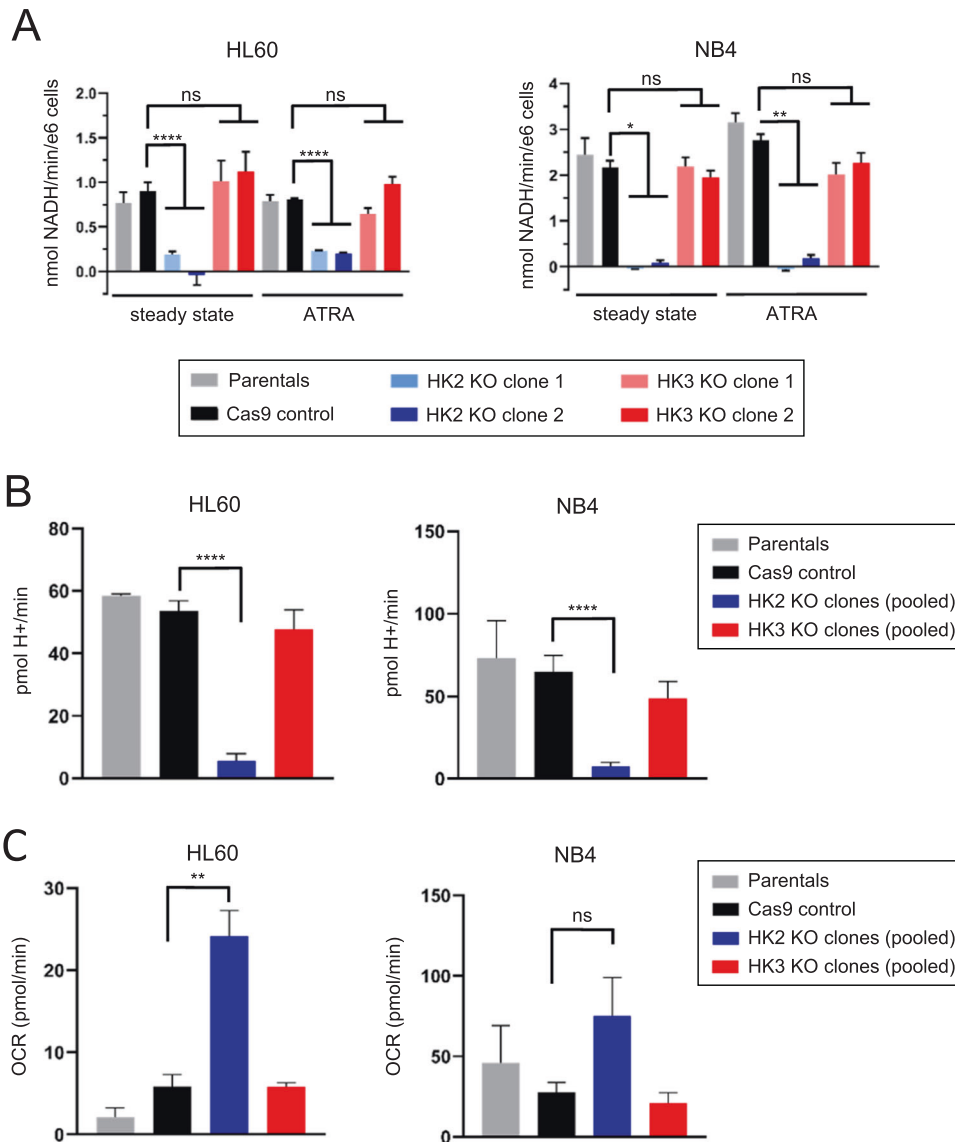 A
HL60
NB4
nmol NADH/min/e6 cells
2.0
1.5
1.0
0.5
0.0
ns
ns
****
****
steady state
ATRA
nmol NADH/min/e6 cells
4
3
2
1
0
ns
ns
*
**
steady state
ATRA
Parentals
HK2 KO clone 1
HK3 KO clone 1
Cas9 control
HK2 KO clone 2
HK3 KO clone 2
B
HL60
NB4
pmol H+/min
80
60
40
20
0
****
pmol H+/min
150
100
50
0
****
Parentals
Cas9 control
HK2 KO clones (pooled)
HK3 KO clones (pooled)
C
HL60
NB4
OCR (pmol/min)
30
20
10
0
**
OCR (pmol/min)
150
100
50
0
ns
Parentals
Cas9 control
HK2 KO clones (pooled)
HK3 KO clones (pooled)